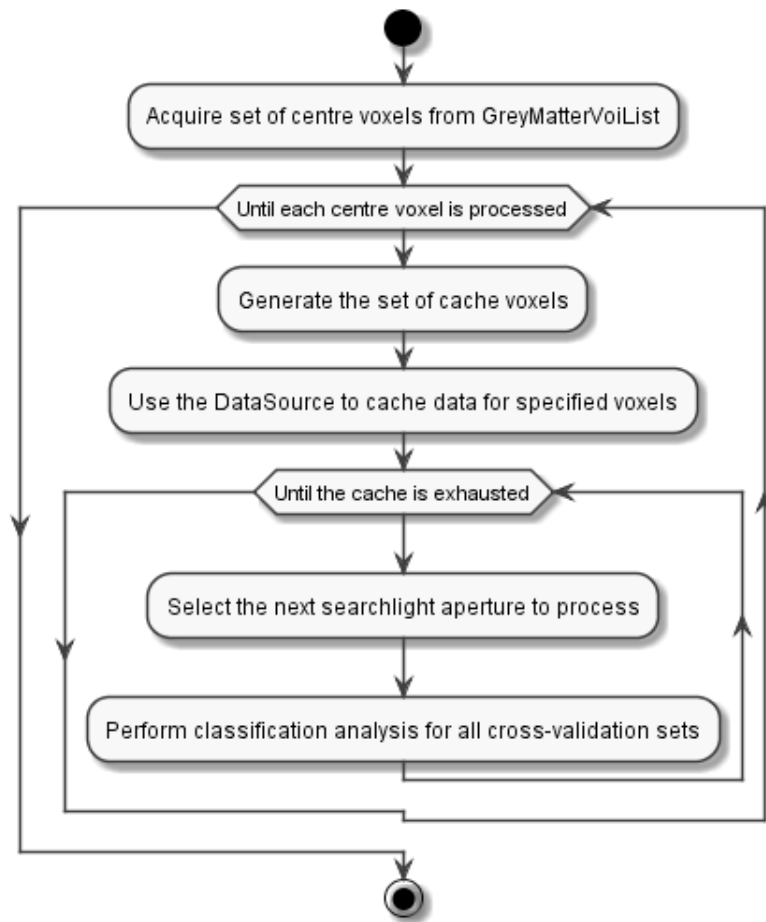 Acquire set of centre voxels from GreyMatterVoiList
Until each centre voxel is processed
Generate the set of cache voxels
Use the DataSource to cache data for specified voxels
Until the cache is exhausted
Select the next searchlight aperture to process
Perform classification analysis for all cross-validation sets